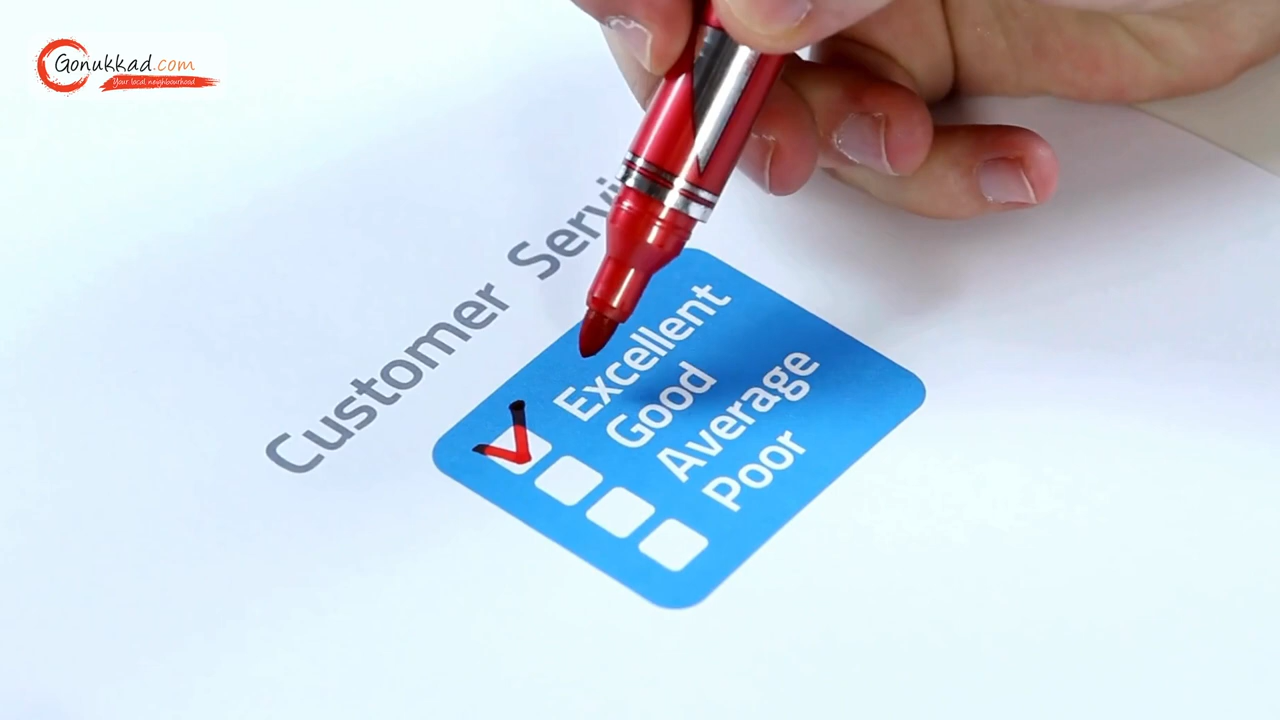 Gonukkad.com
Your local neighbourhood
Customer Servi
Excellent
Good
Average
Poor